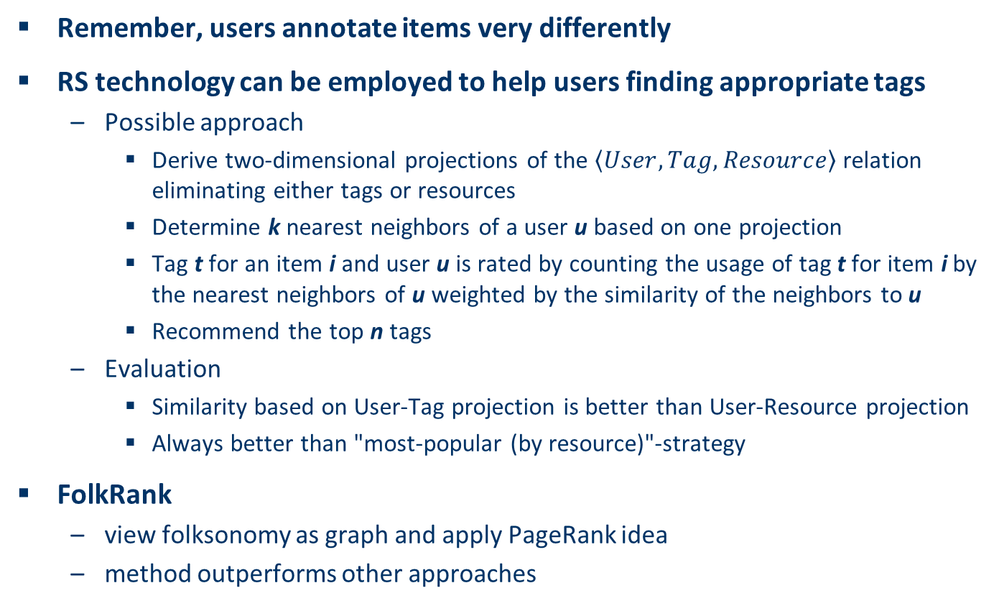 ▪ Remember, users annotate items very differently
▪ RS technology can be employed to help users finding appropriate tags
– Possible approach
▪ Derive two-dimensional projections of the ⟨User, Tag, Resource⟩ relation
eliminating either tags or resources
▪ Determine k nearest neighbors of a user u based on one projection
▪ Tag t for an item i and user u is rated by counting the usage of tag t for item i by
the nearest neighbors of u weighted by the similarity of the neighbors to u
▪ Recommend the top n tags
– Evaluation
▪ Similarity based on User-Tag projection is better than User-Resource projection
▪ Always better than "most-popular (by resource)"-strategy
▪ FolkRank
– view folksonomy as graph and apply PageRank idea
– method outperforms other approaches